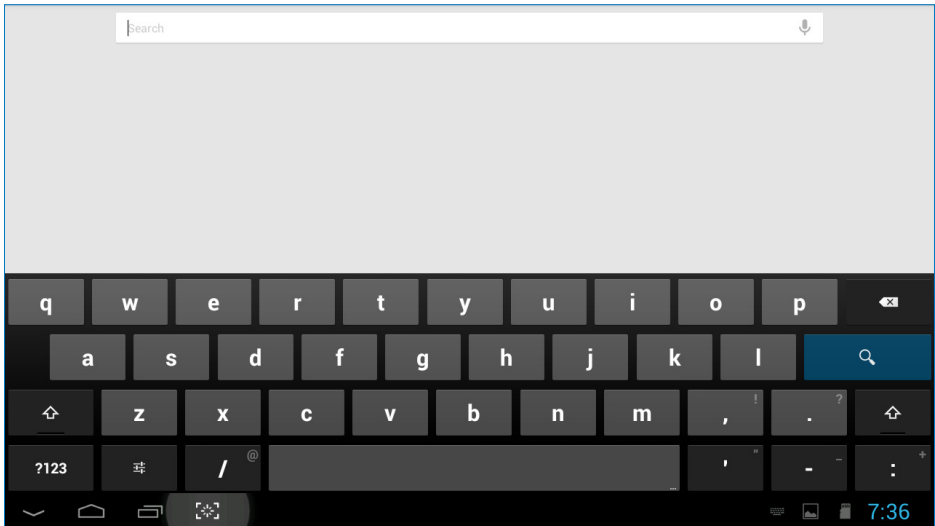 Search
q w e r t y u i o p
a s d f g h j k l
z x c v b n m , ! . ?
?123 / @ ... ' " - _ : +
7:36